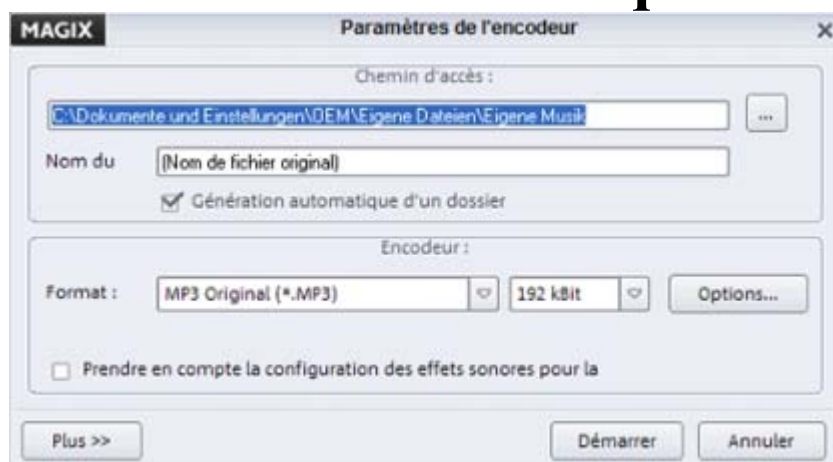 MAGIX Paramètres de l'encodeur
Chemin d'accès :
C:\Dokumente und Einstellungen\OEM\Eigene Dateien\Eigene Musik ...
Nom du (Nom de fichier original)
Génération automatique d'un dossier
Encodeur :
Format : MP3 Original (*.MP3) 192 kBit Options...
Prendre en compte la configuration des effets sonores pour la
Plus >> Démarrer Annuler